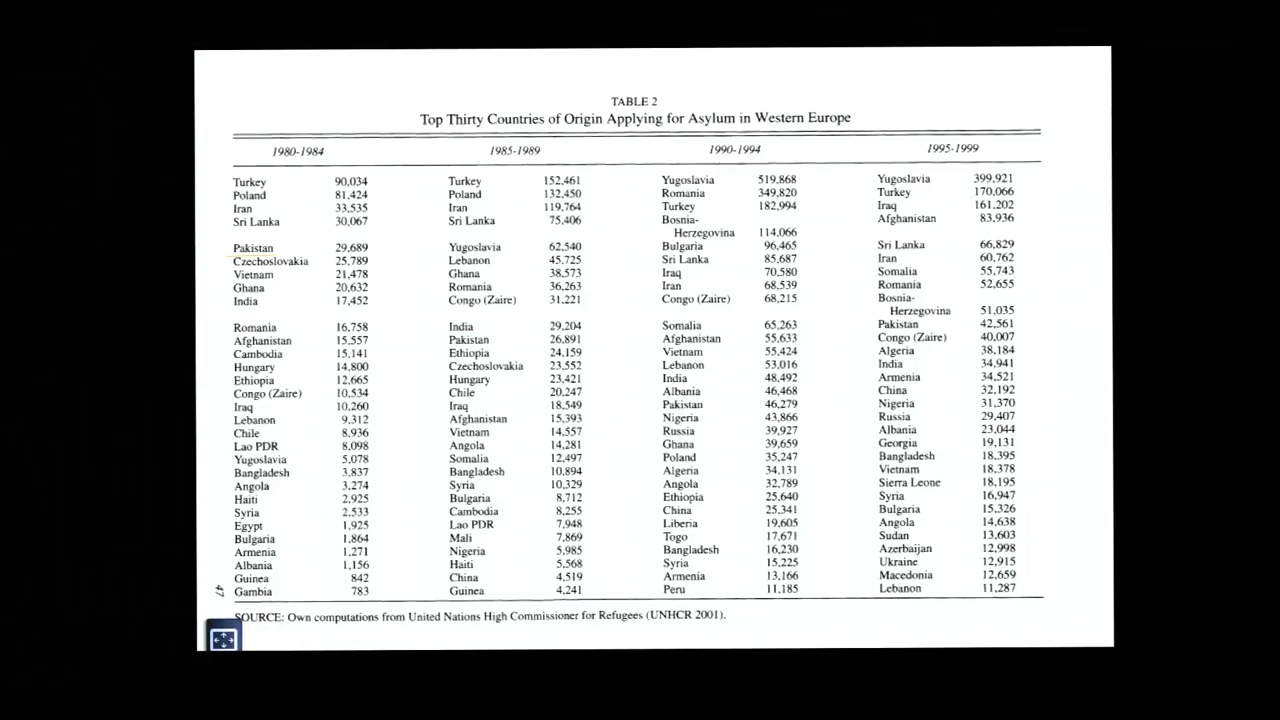 TABLE 2
Top Thirty Countries of Origin Applying for Asylum in Western Europe
1980-1984 1985-1989 1990-1994 1995-1999
Turkey 90,034 Turkey 152,461 Yugoslavia 519,868 Yugoslavia 399,921
Poland 81,424 Poland 132,450 Romania 349,820 Turkey 170,066
Iran 33,535 Iran 119,764 Turkey 182,994 Iraq 161,202
Sri Lanka 30,067 Sri Lanka 75,406 Bosnia- Afghanistan 83,936
Herzegovina 114,066
Pakistan 29,689 Yugoslavia 62,540 Bulgaria 96,465 Sri Lanka 66,829
Czechoslovakia 25,789 Lebanon 45,725 Sri Lanka 85,687 Iran 60,762
Vietnam 21,478 Ghana 38,573 Iraq 70,580 Somalia 55,743
Ghana 20,632 Romania 36,263 Iran 68,539 Romania 52,655
India 17,452 Congo (Zaire) 31,221 Congo (Zaire) 68,215 Bosnia-
Herzegovina 51,035
Romania 16,758 India 29,204 Somalia 65,263 Pakistan 42,561
Afghanistan 15,557 Pakistan 26,891 Afghanistan 55,633 Congo (Zaire) 40,007
Cambodia 15,141 Ethiopia 24,159 Vietnam 55,424 Algeria 38,184
Hungary 14,800 Czechoslovakia 23,552 Lebanon 53,016 India 34,941
Ethiopia 12,665 Hungary 23,421 India 48,492 Armenia 34,521
Congo (Zaire) 10,534 Chile 20,247 Albania 46,468 China 32,192
Iraq 10,260 Iraq 18,549 Pakistan 46,279 Nigeria 31,370
Lebanon 9,312 Afghanistan 15,393 Nigeria 43,866 Russia 29,407
Chile 8,936 Vietnam 14,557 Russia 39,927 Albania 23,044
Lao PDR 8,098 Angola 14,281 Ghana 39,659 Georgia 19,131
Yugoslavia 5,078 Somalia 12,497 Poland 35,247 Bangladesh 18,395
Bangladesh 3,837 Bangladesh 10,894 Algeria 34,131 Vietnam 18,378
Angola 3,274 Syria 10,329 Angola 32,789 Sierra Leone 18,195
Haiti 2,925 Bulgaria 8,712 Ethiopia 25,640 Syria 16,947
Syria 2,533 Cambodia 8,255 China 25,341 Bulgaria 15,326
Egypt 1,925 Lao PDR 7,948 Liberia 19,605 Angola 14,638
Bulgaria 1,864 Mali 7,869 Togo 17,671 Sudan 13,603
Armenia 1,271 Nigeria 5,985 Bangladesh 16,230 Azerbaijan 12,998
Albania 1,156 Haiti 5,568 Syria 15,225 Ukraine 12,915
Guinea 842 China 4,519 Armenia 13,166 Macedonia 12,659
Gambia 783 Guinea 4,241 Peru 11,185 Lebanon 11,287
47
SOURCE: Own computations from United Nations High Commissioner for Refugees (UNHCR 2001).